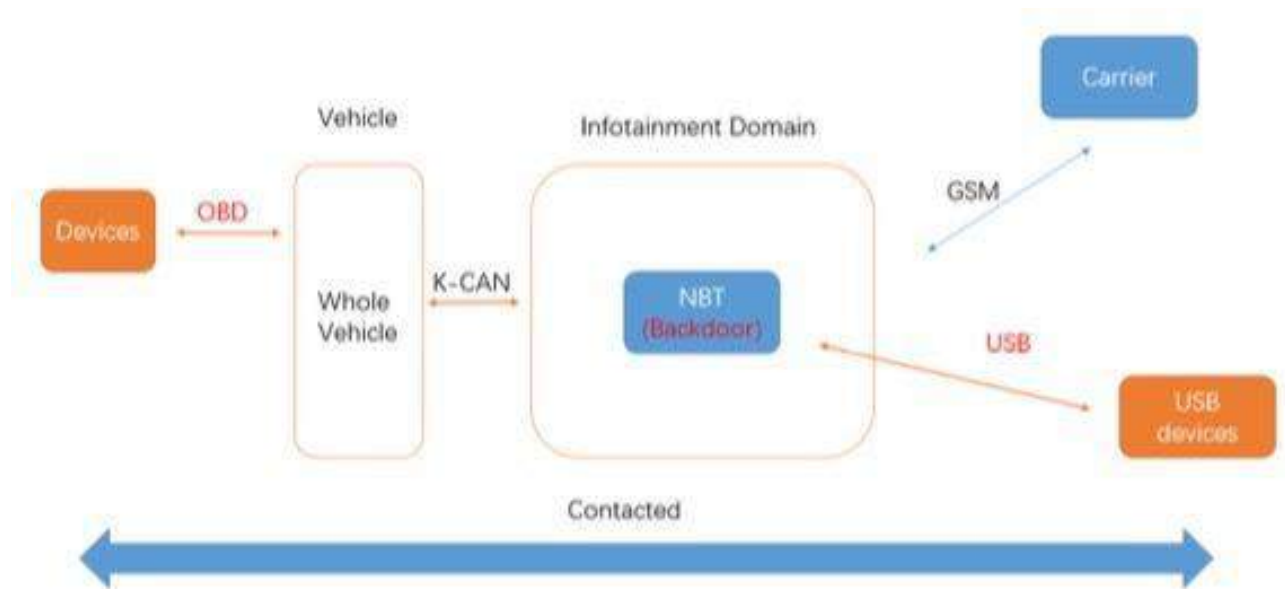 Carrier
Vehicle
Infotainment Domain
GSM
OBD
Devices
K-CAN
NBT
(Backdoor)
Whole
Vehicle
USB
USB
devices
Contacted